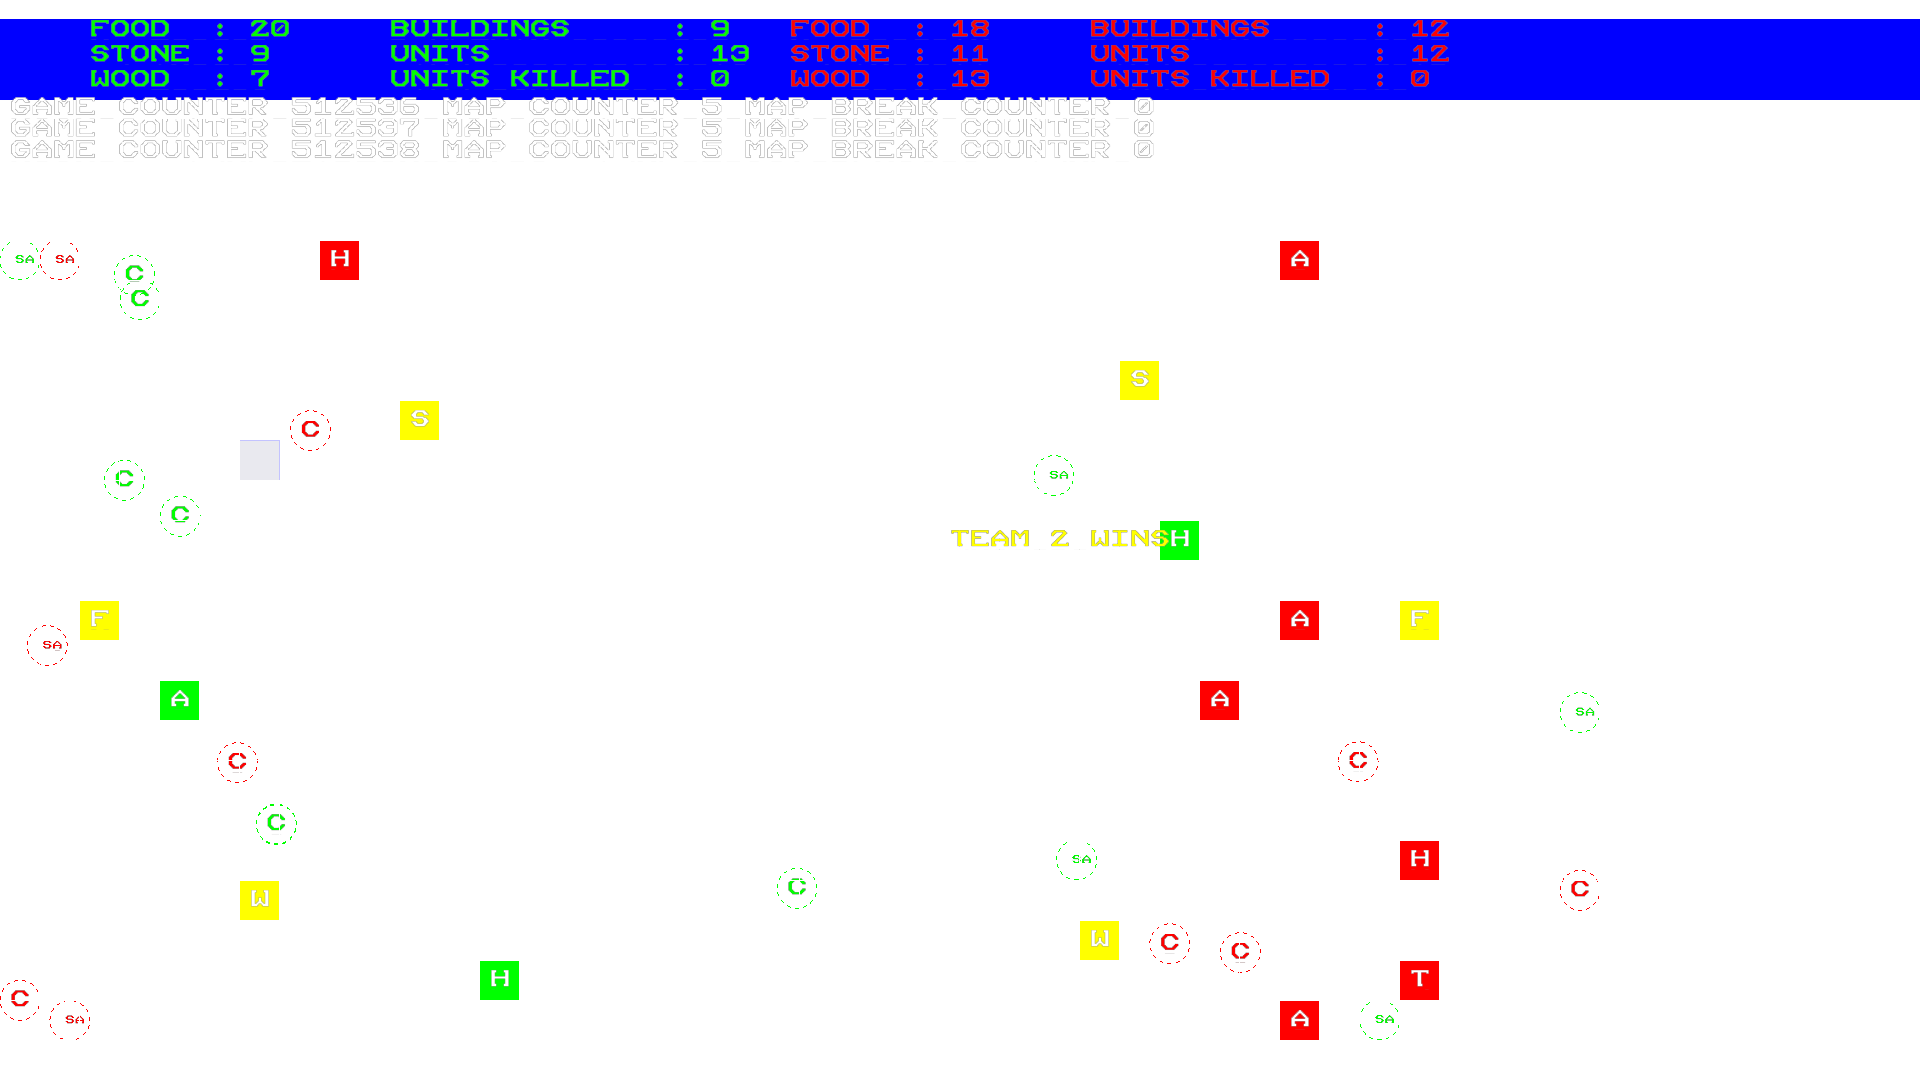 FOOD : 20 BUILDINGS : 9 FOOD : 18 BUILDINGS : 12
STONE : 9 UNITS : 13 STONE : 11 UNITS : 12
WOOD : 7 UNITS KILLED : 0 WOOD : 13 UNITS KILLED : 0
GAME COUNTER 512536 MAP COUNTER 5 MAP BREAK COUNTER 0
GAME COUNTER 512537 MAP COUNTER 5 MAP BREAK COUNTER 0
GAME COUNTER 512538 MAP COUNTER 5 MAP BREAK COUNTER 0
SA SA C H A
C
S
S
C
C SA
C
TEAM 2 WINS H
F A F
SA
A A SA
C C
C
SA H
C C
W
W C C
H T
C
SA A SA